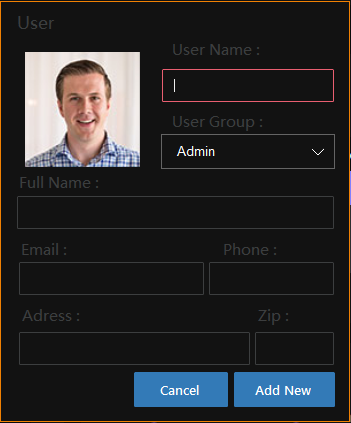 User
User Name :
User Group :
Admin
Full Name :
Email :
Phone :
Adress :
Zip :
Cancel
Add New